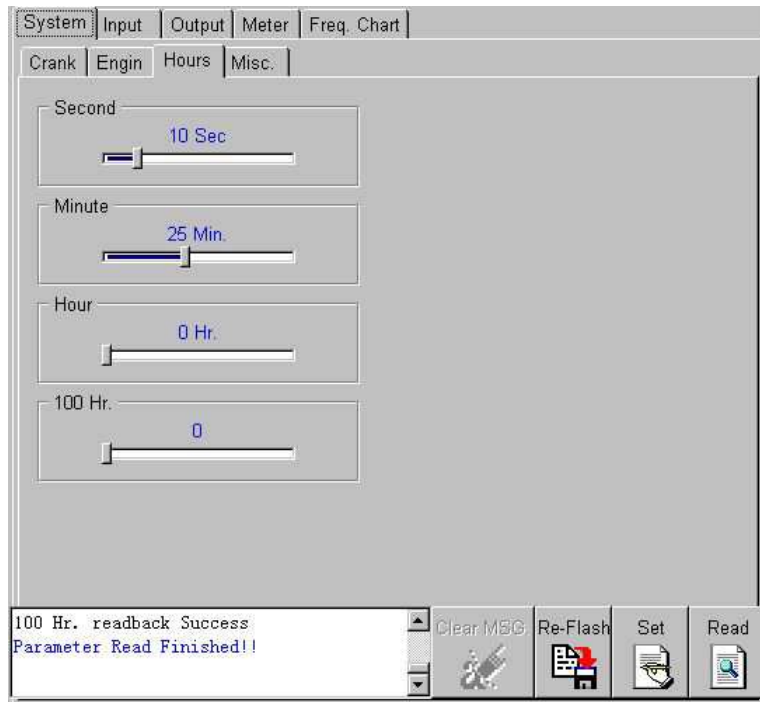 System Input Output Meter Freq. Chart
Crank Engin Hours Misc.
Second
10 Sec
Minute
25 Min.
Hour
0 Hr.
100 Hr.
0
100 Hr. readback Success
Parameter Read Finished!!
Clear MSG. Re-Flash Set Read